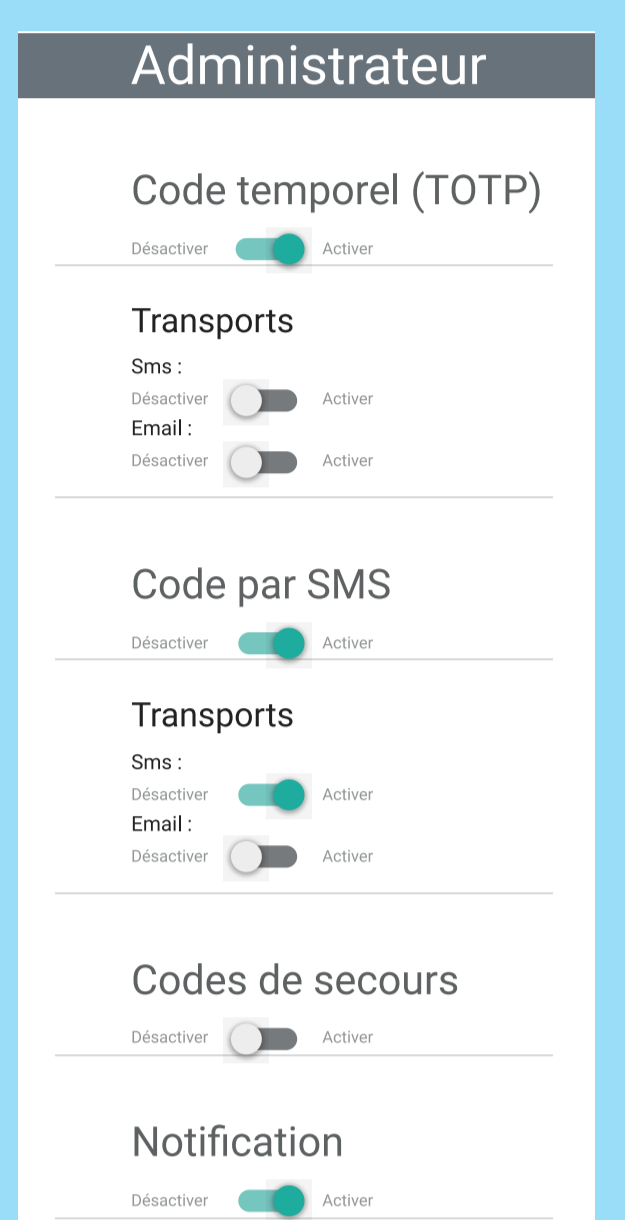 Administrateur
Code temporel (TOTP)
Désactiver Activer
Transports
Sms :
Désactiver Activer
Email :
Désactiver Activer
Code par SMS
Désactiver Activer
Transports
Sms :
Désactiver Activer
Email :
Désactiver Activer
Codes de secours
Désactiver Activer
Notification
Désactiver Activer